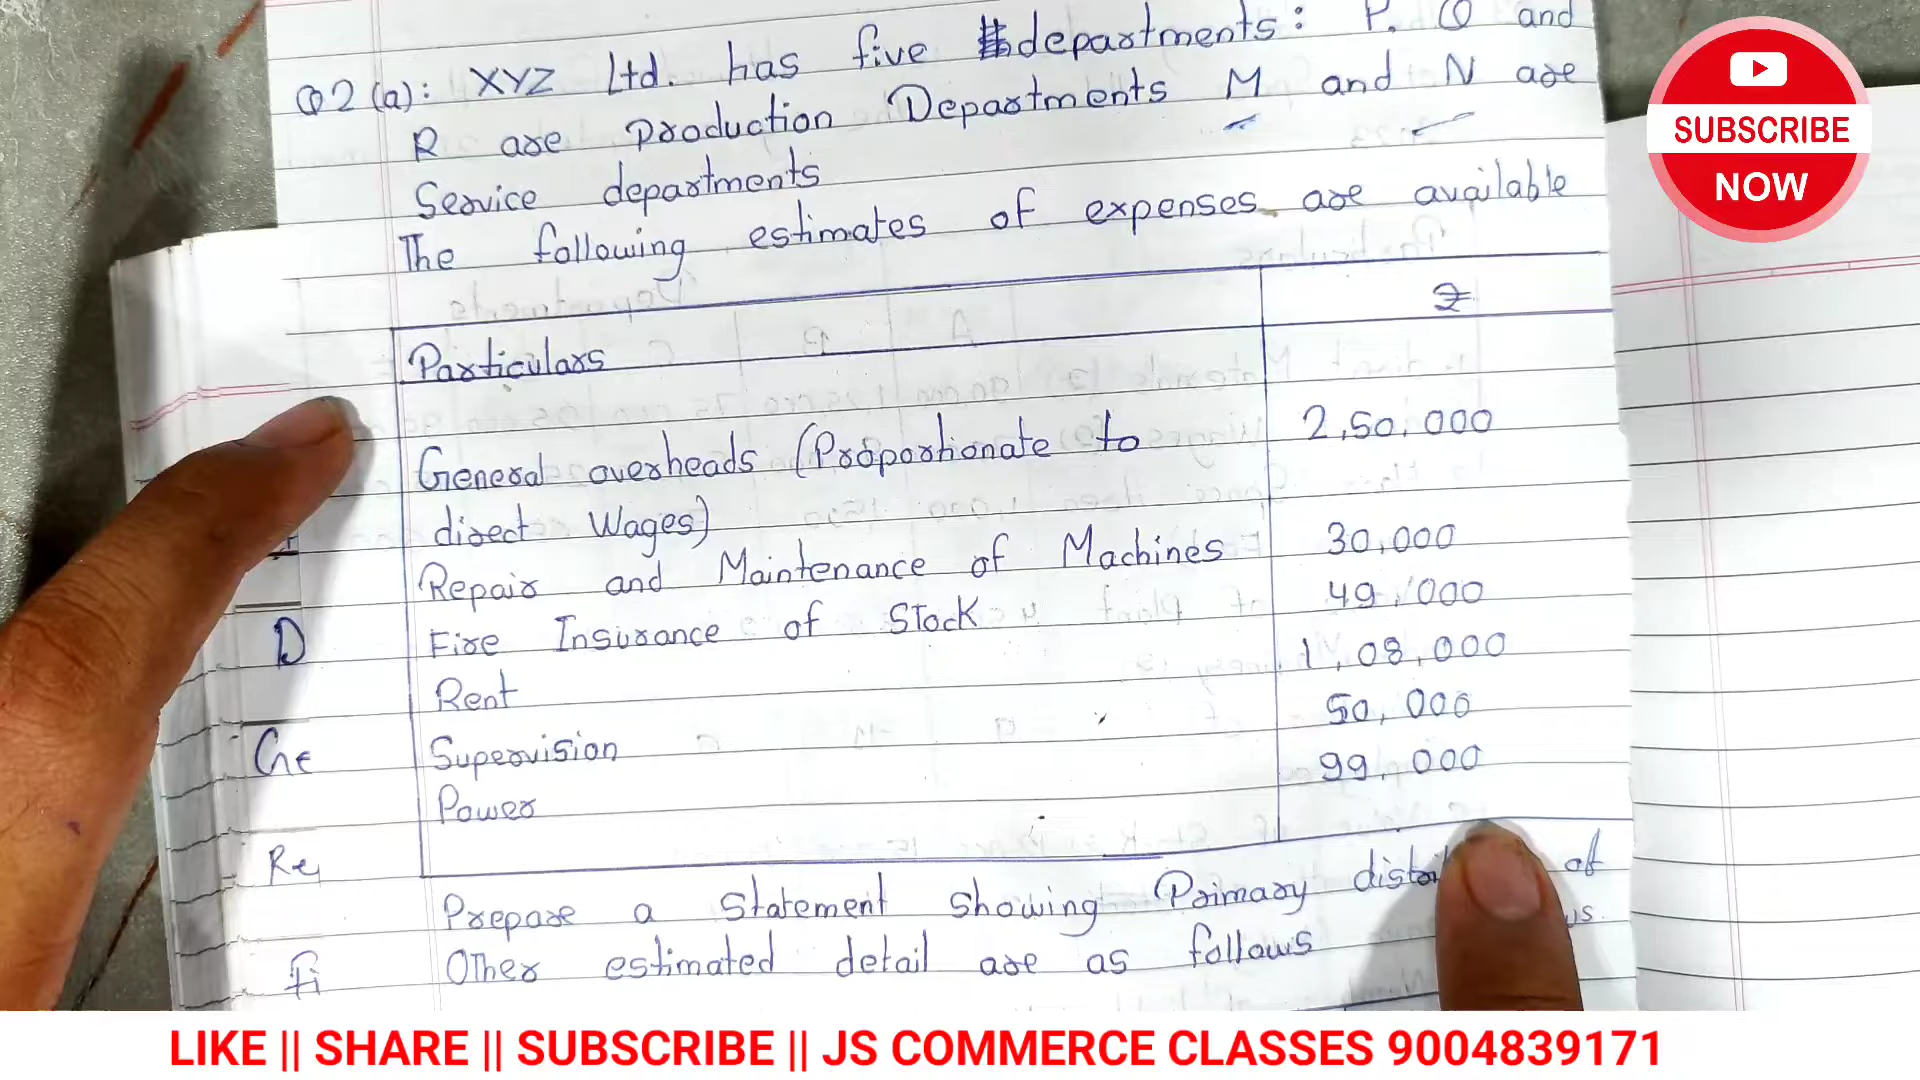 Q2(a): XYZ Ltd. has five departments: P, Q and
R are production Departments M and N are
Service departments
The following estimates of expenses are available
Particulars ₹
General overheads (Proportionate to 2,50,000
direct Wages)
Repair and Maintenance of Machines 30,000
Fire Insurance of Stock 49,000
Rent 1,08,000
Supervision 50,000
Power 99,000
Prepare a statement showing Primary of
Other estimated detail are as follows
D
Ge
Re
Fi
SUBSCRIBE
NOW
LIKE || SHARE || SUBSCRIBE || JS COMMERCE CLASSES 9004839171